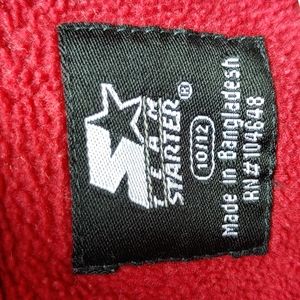 TEAM
STARTER®
10/12
Made in Bangladesh
RN# 104648